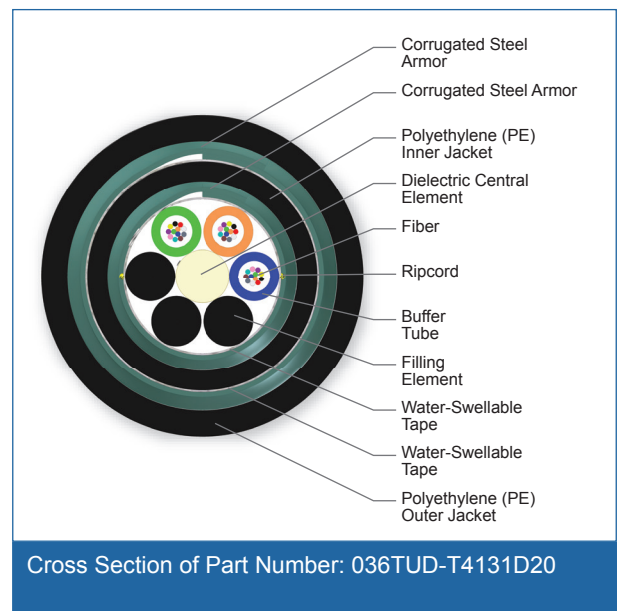 Corrugated Steel
Armor
Corrugated Steel Armor
Polyethylene (PE)
Inner Jacket
Dielectric Central
Element
Fiber
Ripcord
Buffer
Tube
Filling
Element
Water-Swellable
Tape
Water-Swellable
Tape
Polyethylene (PE)
Outer Jacket
Cross Section of Part Number: 036TUD-T4131D20